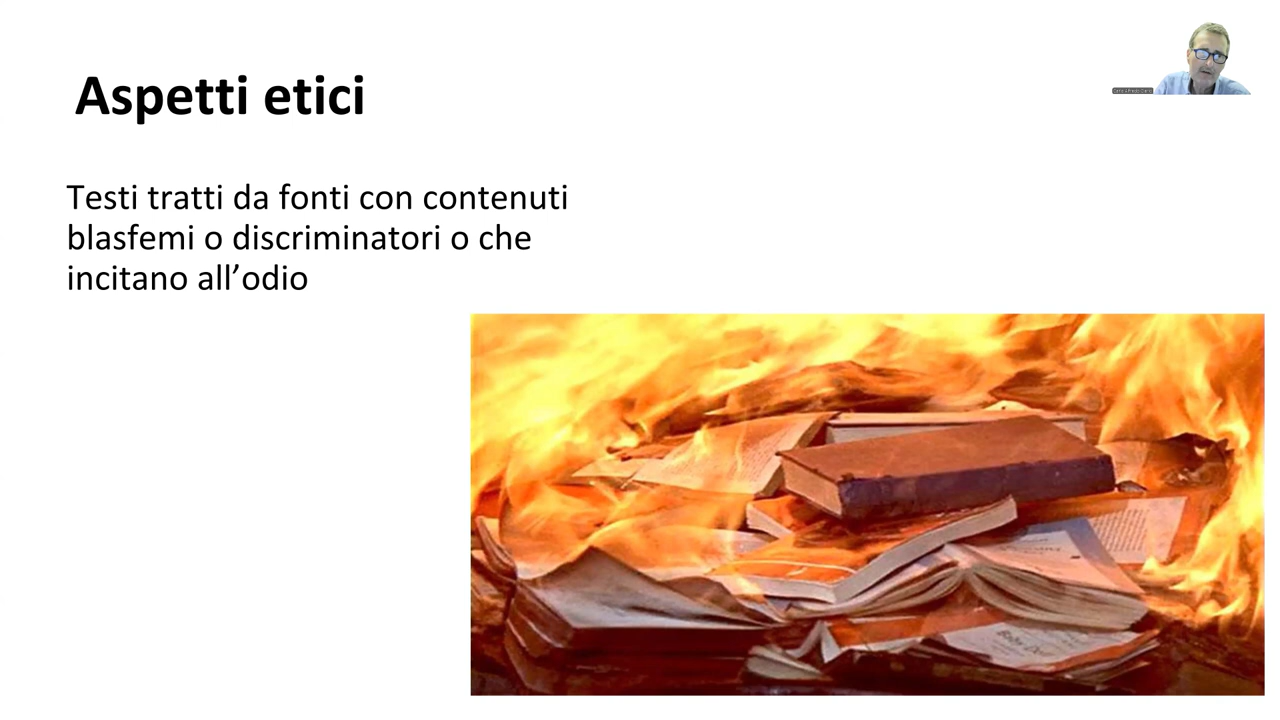 Aspetti etici
Testi tratti da fonti con contenuti
blasfemi o discriminatori o che
incitano all’odio